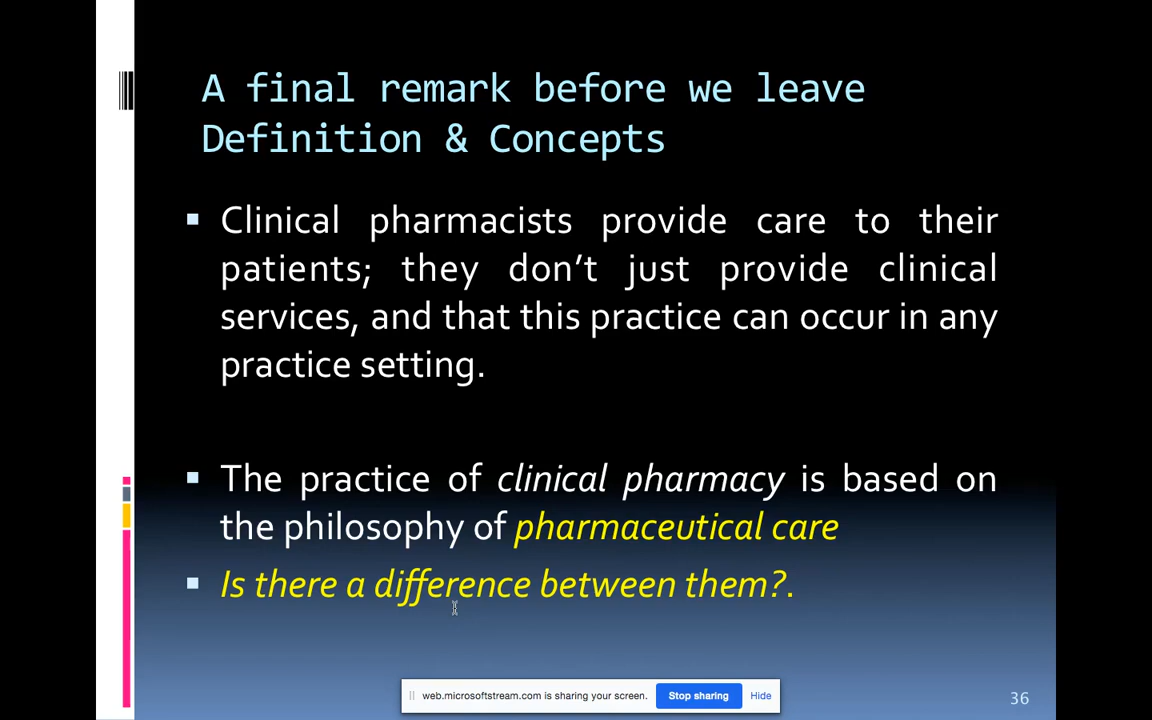 A final remark before we leave
Definition & Concepts
Clinical pharmacists provide care to their
patients; they don’t just provide clinical
services, and that this practice can occur in any
practice setting.
The practice of clinical pharmacy is based on
the philosophy of pharmaceutical care
Is there a difference between them?.
web.microsoftstream.com is sharing your screen. Stop sharing Hide
36